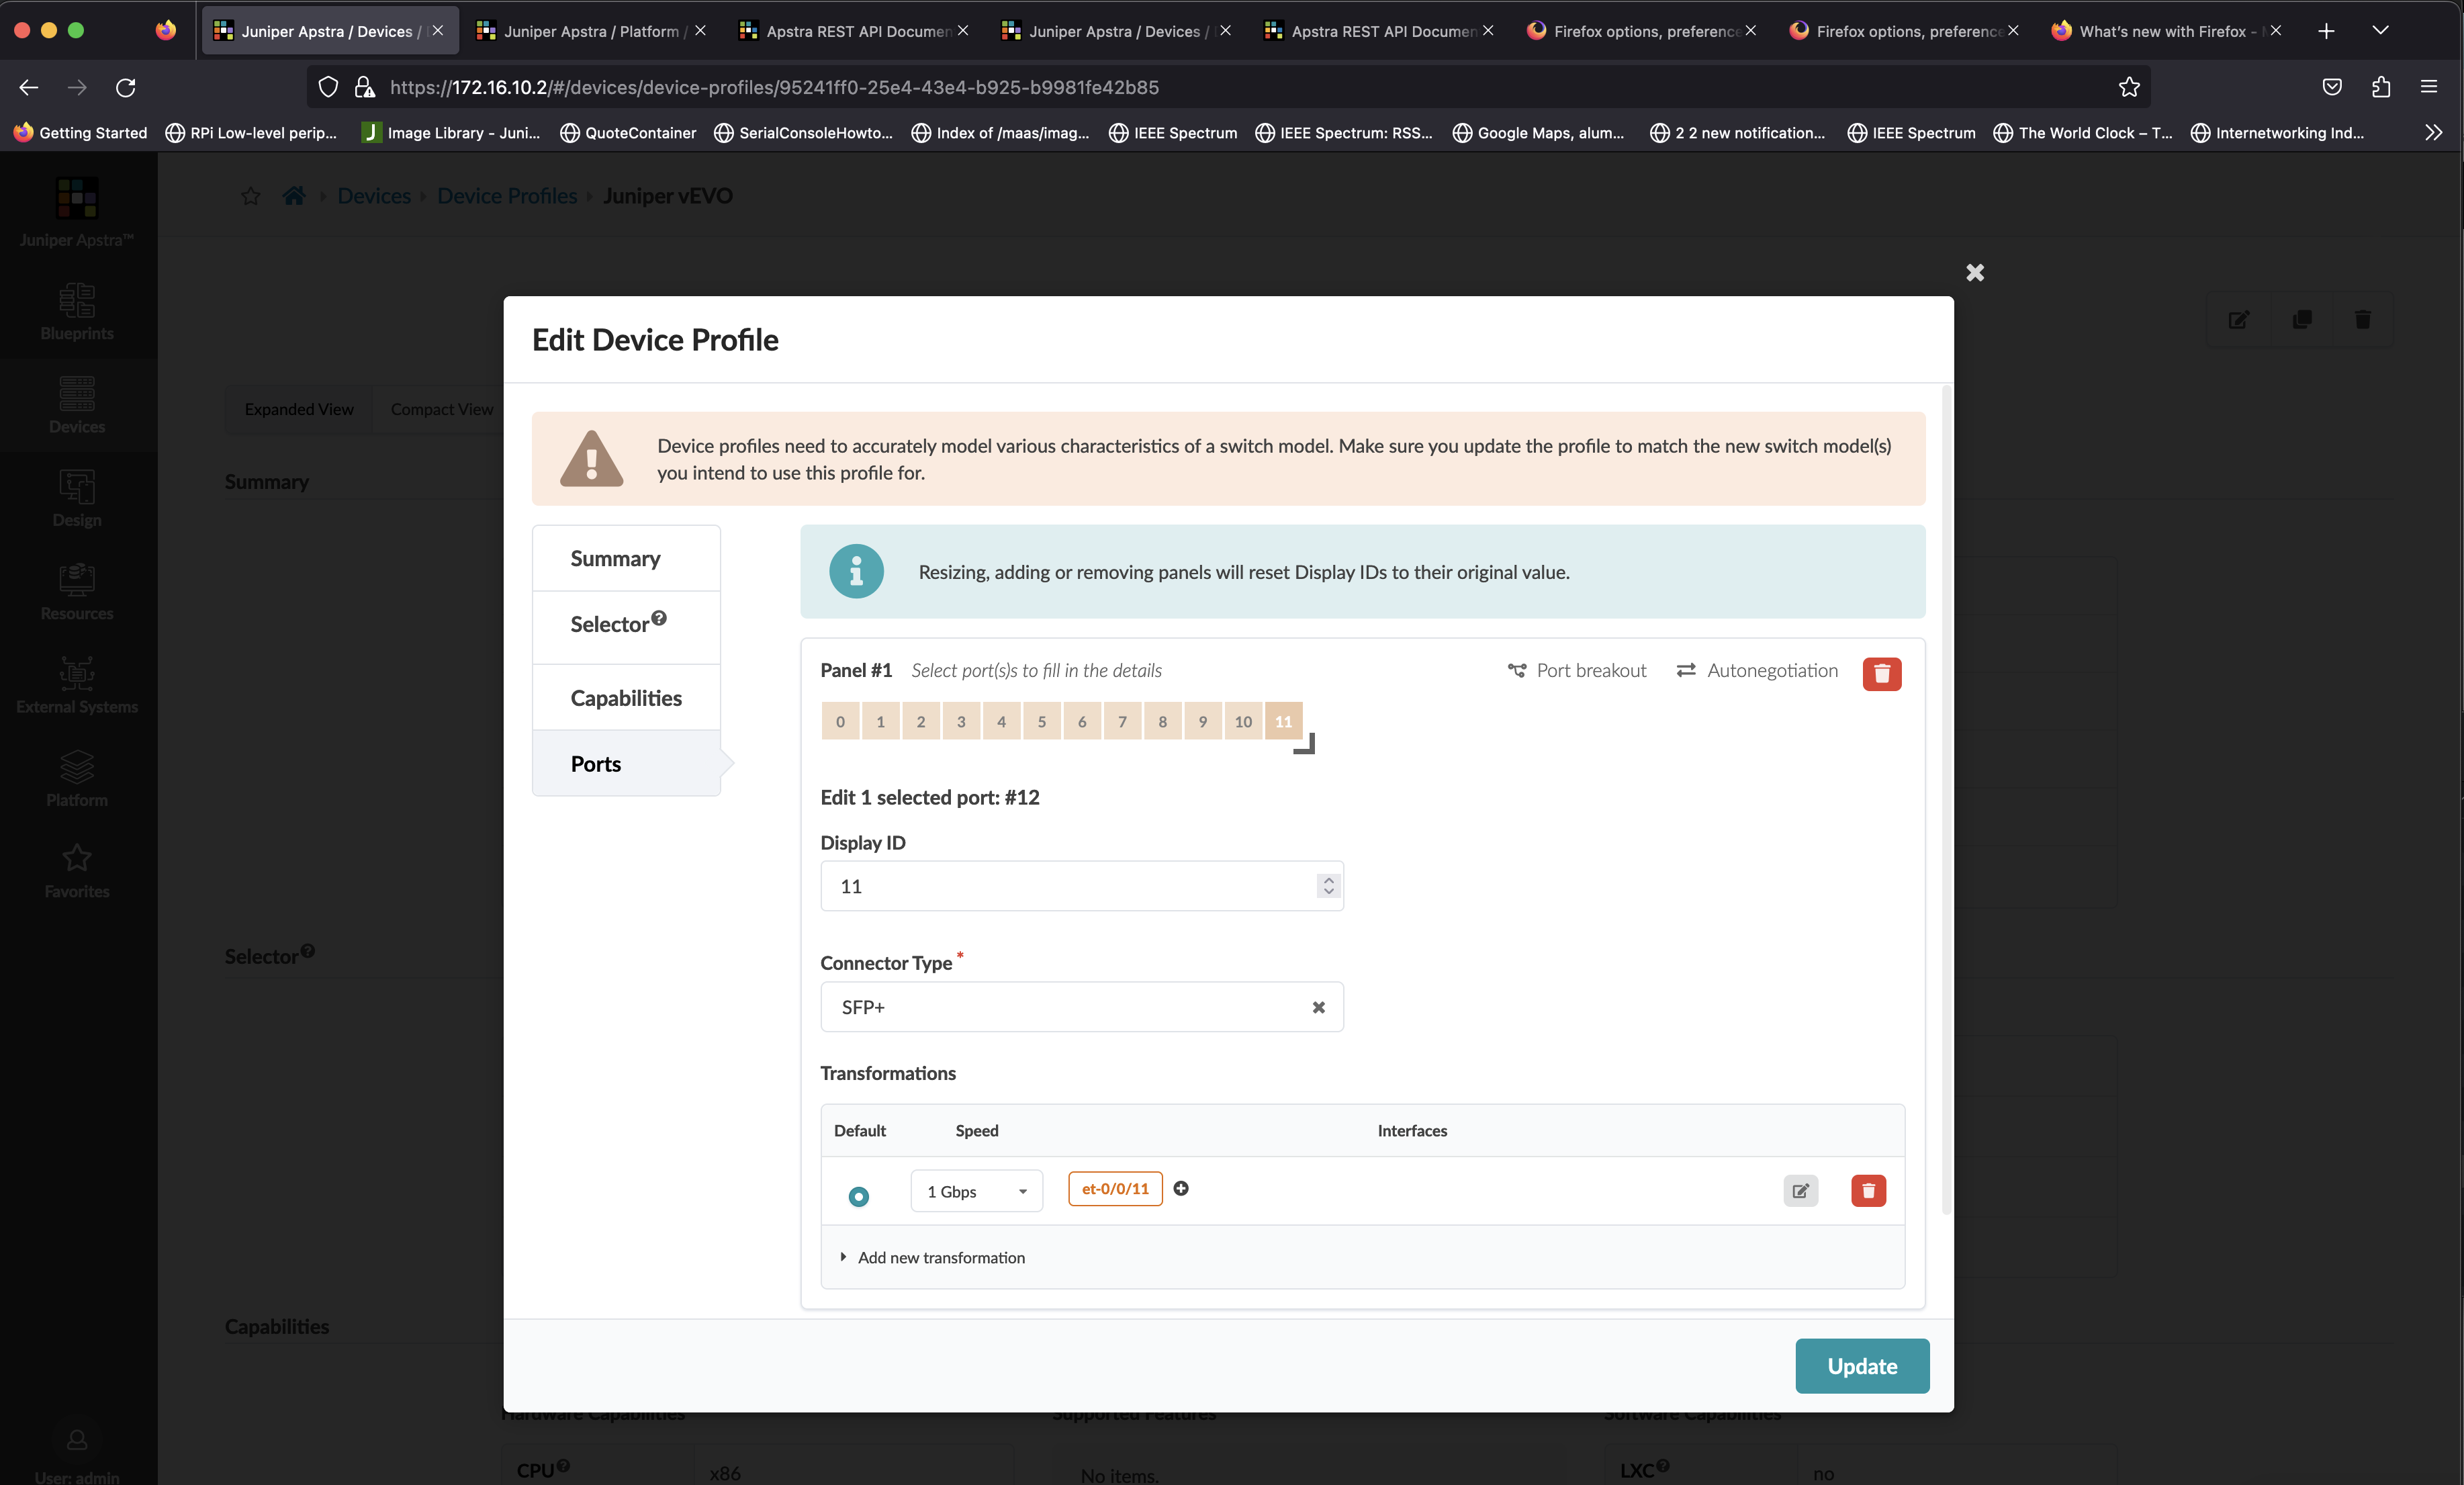 Juniper Apstra / Devices /
Juniper Apstra / Platform /
Apstra REST API Documen
Juniper Apstra / Devices /
Apstra REST API Documen
Firefox options, preference
Firefox options, preference
What's new with Firefox -
https://172.16.10.2/#/devices/device-profiles/95241ff0-25e4-43e4-b925-b9981fe42b85
Getting Started
RPi Low-level perip...
Image Library - Juni...
QuoteContainer
SerialConsoleHowto...
Index of /maas/imag...
IEEE Spectrum
IEEE Spectrum: RSS...
Google Maps, alum...
2 2 new notification...
IEEE Spectrum
The World Clock – T...
Internetworking Ind...
Juniper Apstra™
Blueprints
Devices
Design
Resources
External Systems
Platform
Favorites
User: admin
Devices
Device Profiles
Juniper vEVO
Expanded View
Compact View
Summary
Selector
Capabilities
Edit Device Profile
Device profiles need to accurately model various characteristics of a switch model. Make sure you update the profile to match the new switch model(s)
you intend to use this profile for.
Summary
Selector
Capabilities
Ports
Resizing, adding or removing panels will reset Display IDs to their original value.
Panel #1 Select port(s)s to fill in the details
Port breakout
Autonegotiation
0 1 2 3 4 5 6 7 8 9 10 11
Edit 1 selected port: #12
Display ID
11
Connector Type *
SFP+
Transformations
Default Speed Interfaces
1 Gbps et-0/0/11
Add new transformation
Update
Hardware Capabilities
Supported Features
Software Capabilities
CPU x86
No items.
LXC no